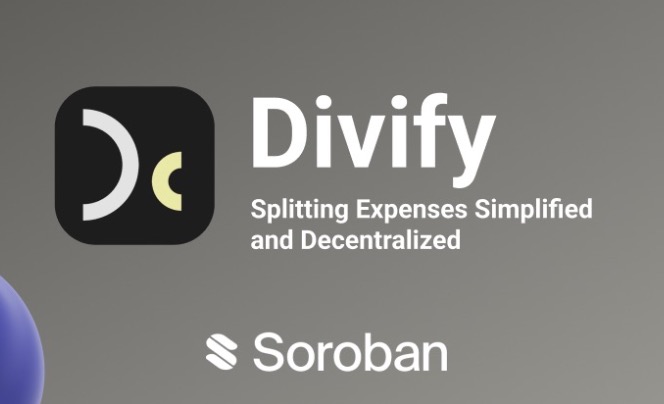 Divify
Splitting Expenses Simplified
and Decentralized
Soroban